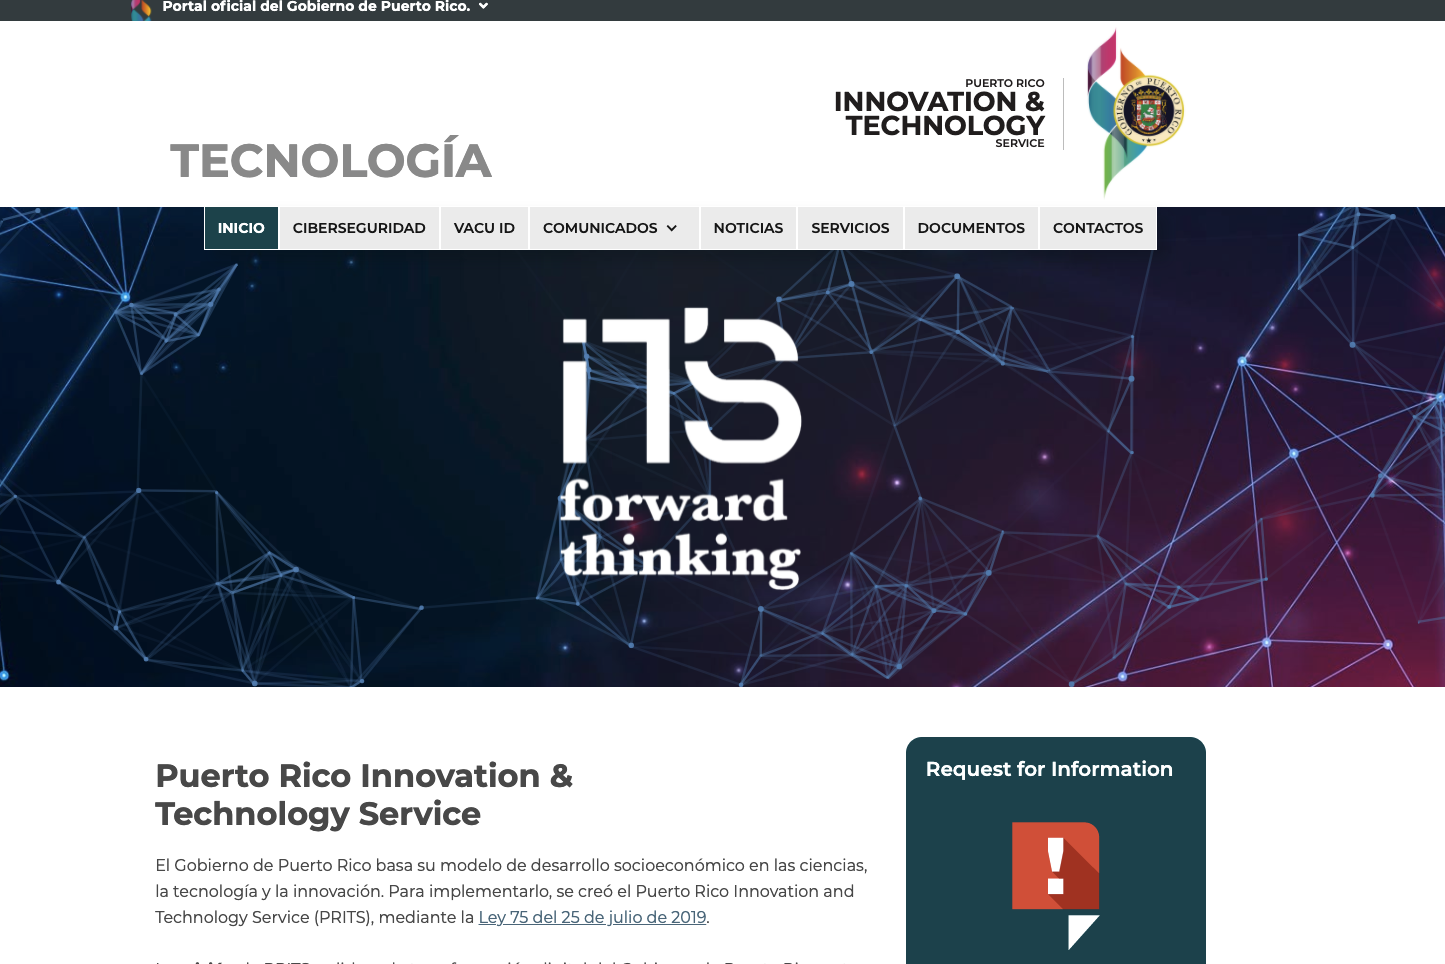 Portal oficial del Gobierno de Puerto Rico.
PUERTO RICO
INNOVATION &
TECHNOLOGY
SERVICE
GOBIERNO DE PUERTO RICO
TECNOLOGÍA
INICIO CIBERSEGURIDAD VACU ID COMUNICADOS NOTICIAS SERVICIOS DOCUMENTOS CONTACTOS
iT'S
forward
thinking
Puerto Rico Innovation &
Technology Service
El Gobierno de Puerto Rico basa su modelo de desarrollo socioeconómico en las ciencias,
la tecnología y la innovación. Para implementarlo, se creó el Puerto Rico Innovation and
Technology Service (PRITS), mediante la Ley 75 del 25 de julio de 2019.
Request for Information